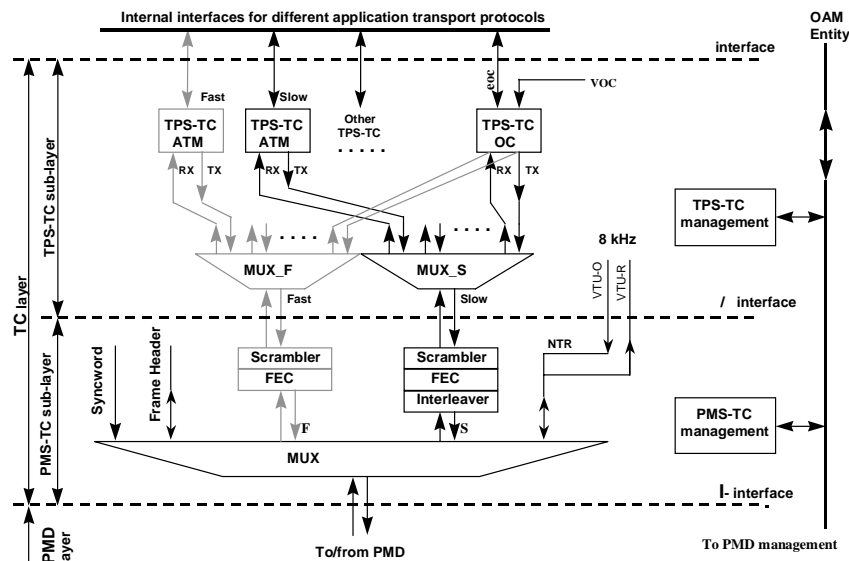 Internal interfaces for different application transport protocols
OAM
Entity
interface
eoc
VOC
Fast
Slow
TPS-TC
ATM
TPS-TC
ATM
Other
TPS-TC
. . . . .
TPS-TC
OC
RX
TX
RX
TX
RX
TX
TPS-TC sub-layer
TPS-TC
management
. . . .
. . . .
8 kHz
MUX_F
MUX_S
VTU-O
VTU-R
Fast
Slow
/ interface
TC layer
Syncword
Frame Header
Scrambler
FEC
Scrambler
FEC
Interleaver
NTR
PMS-TC sub-layer
PMS-TC
management
F
S
MUX
I- interface
PMD
ayer
To/from PMD
To PMD management